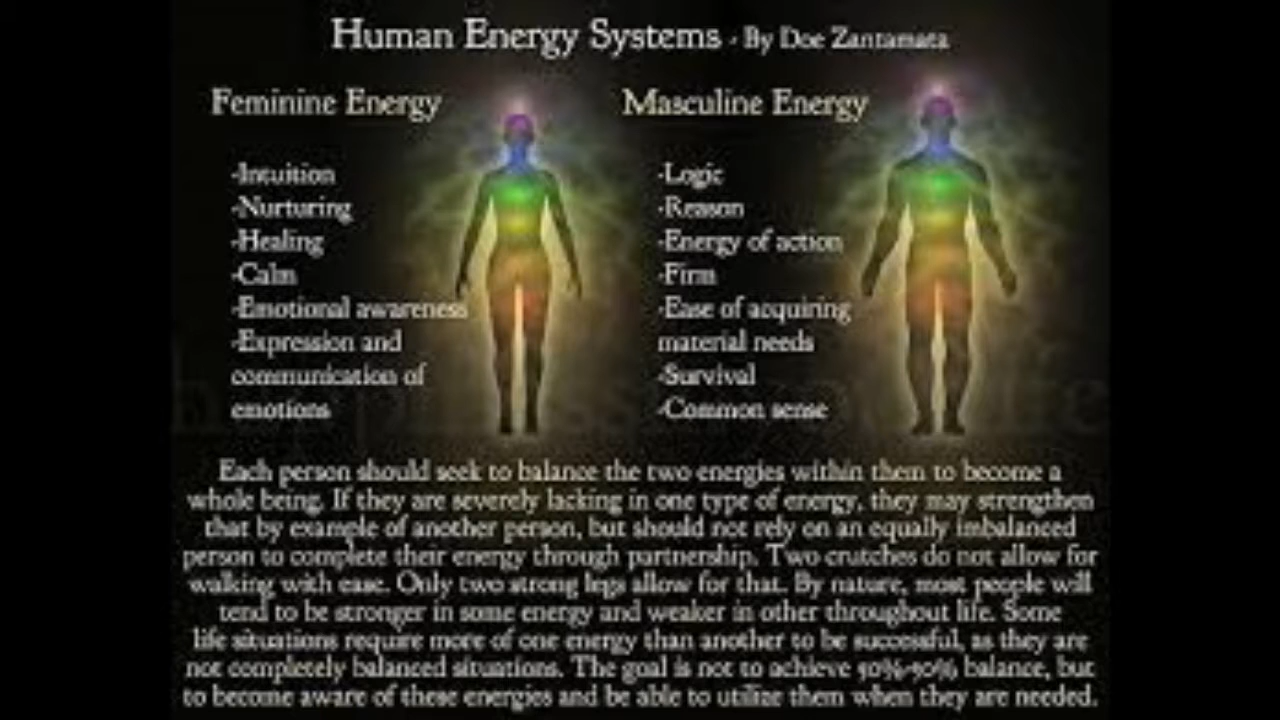 Human Energy Systems - By Doe Zantamata
Feminine Energy
-Intuition
-Nurturing
-Healing
-Calm
-Emotional awareness
-Expression and
communication of
emotions
Masculine Energy
-Logic
-Reason
-Energy of action
-Firm
-Ease of acquiring
material needs
-Survival
-Common sense
Each person should seek to balance the two energies within them to become a
whole being. If they are severely lacking in one type of energy, they may strengthen
that by example of another person, but should not rely on an equally imbalanced
person to complete their energy through partnership. Two crutches do not allow for
walking with ease. Only two strong legs allow for that. By nature, most people will
tend to be stronger in some energy and weaker in other throughout life. Some
life situations require more of one energy than another to be successful, as they are
not completely balanced situations. The goal is not to achieve 50%-50% balance, but
to become aware of these energies and be able to utilize them when they are needed.